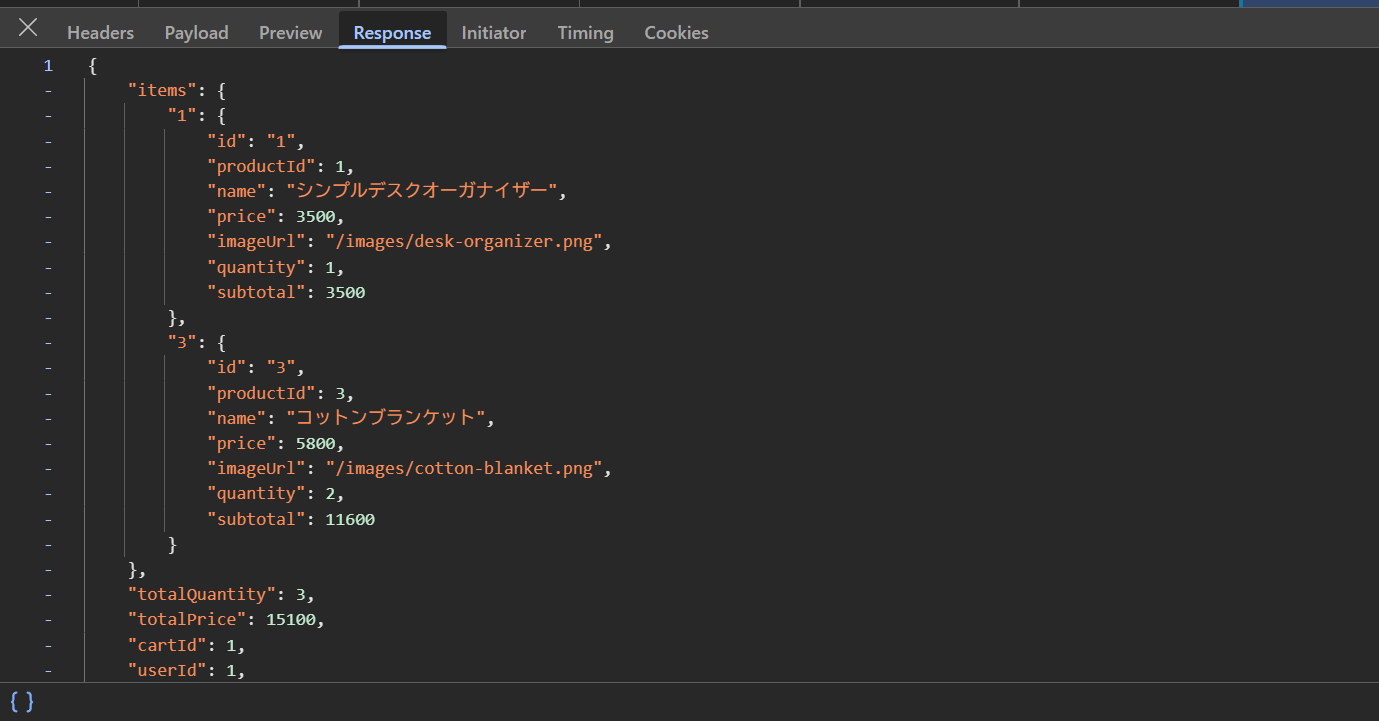 Headers Payload Preview Response Initiator Timing Cookies
1 {
- "items": {
- "1": {
- "id": "1",
- "productId": 1,
- "name": "シンプルデスクオーガナイザー",
- "price": 3500,
- "imageUrl": "/images/desk-organizer.png",
- "quantity": 1,
- "subtotal": 3500
- },
- "3": {
- "id": "3",
- "productId": 3,
- "name": "コットンブランケット",
- "price": 5800,
- "imageUrl": "/images/cotton-blanket.png",
- "quantity": 2,
- "subtotal": 11600
- }
- },
- "totalQuantity": 3,
- "totalPrice": 15100,
- "cartId": 1,
- "userId": 1,
{ }